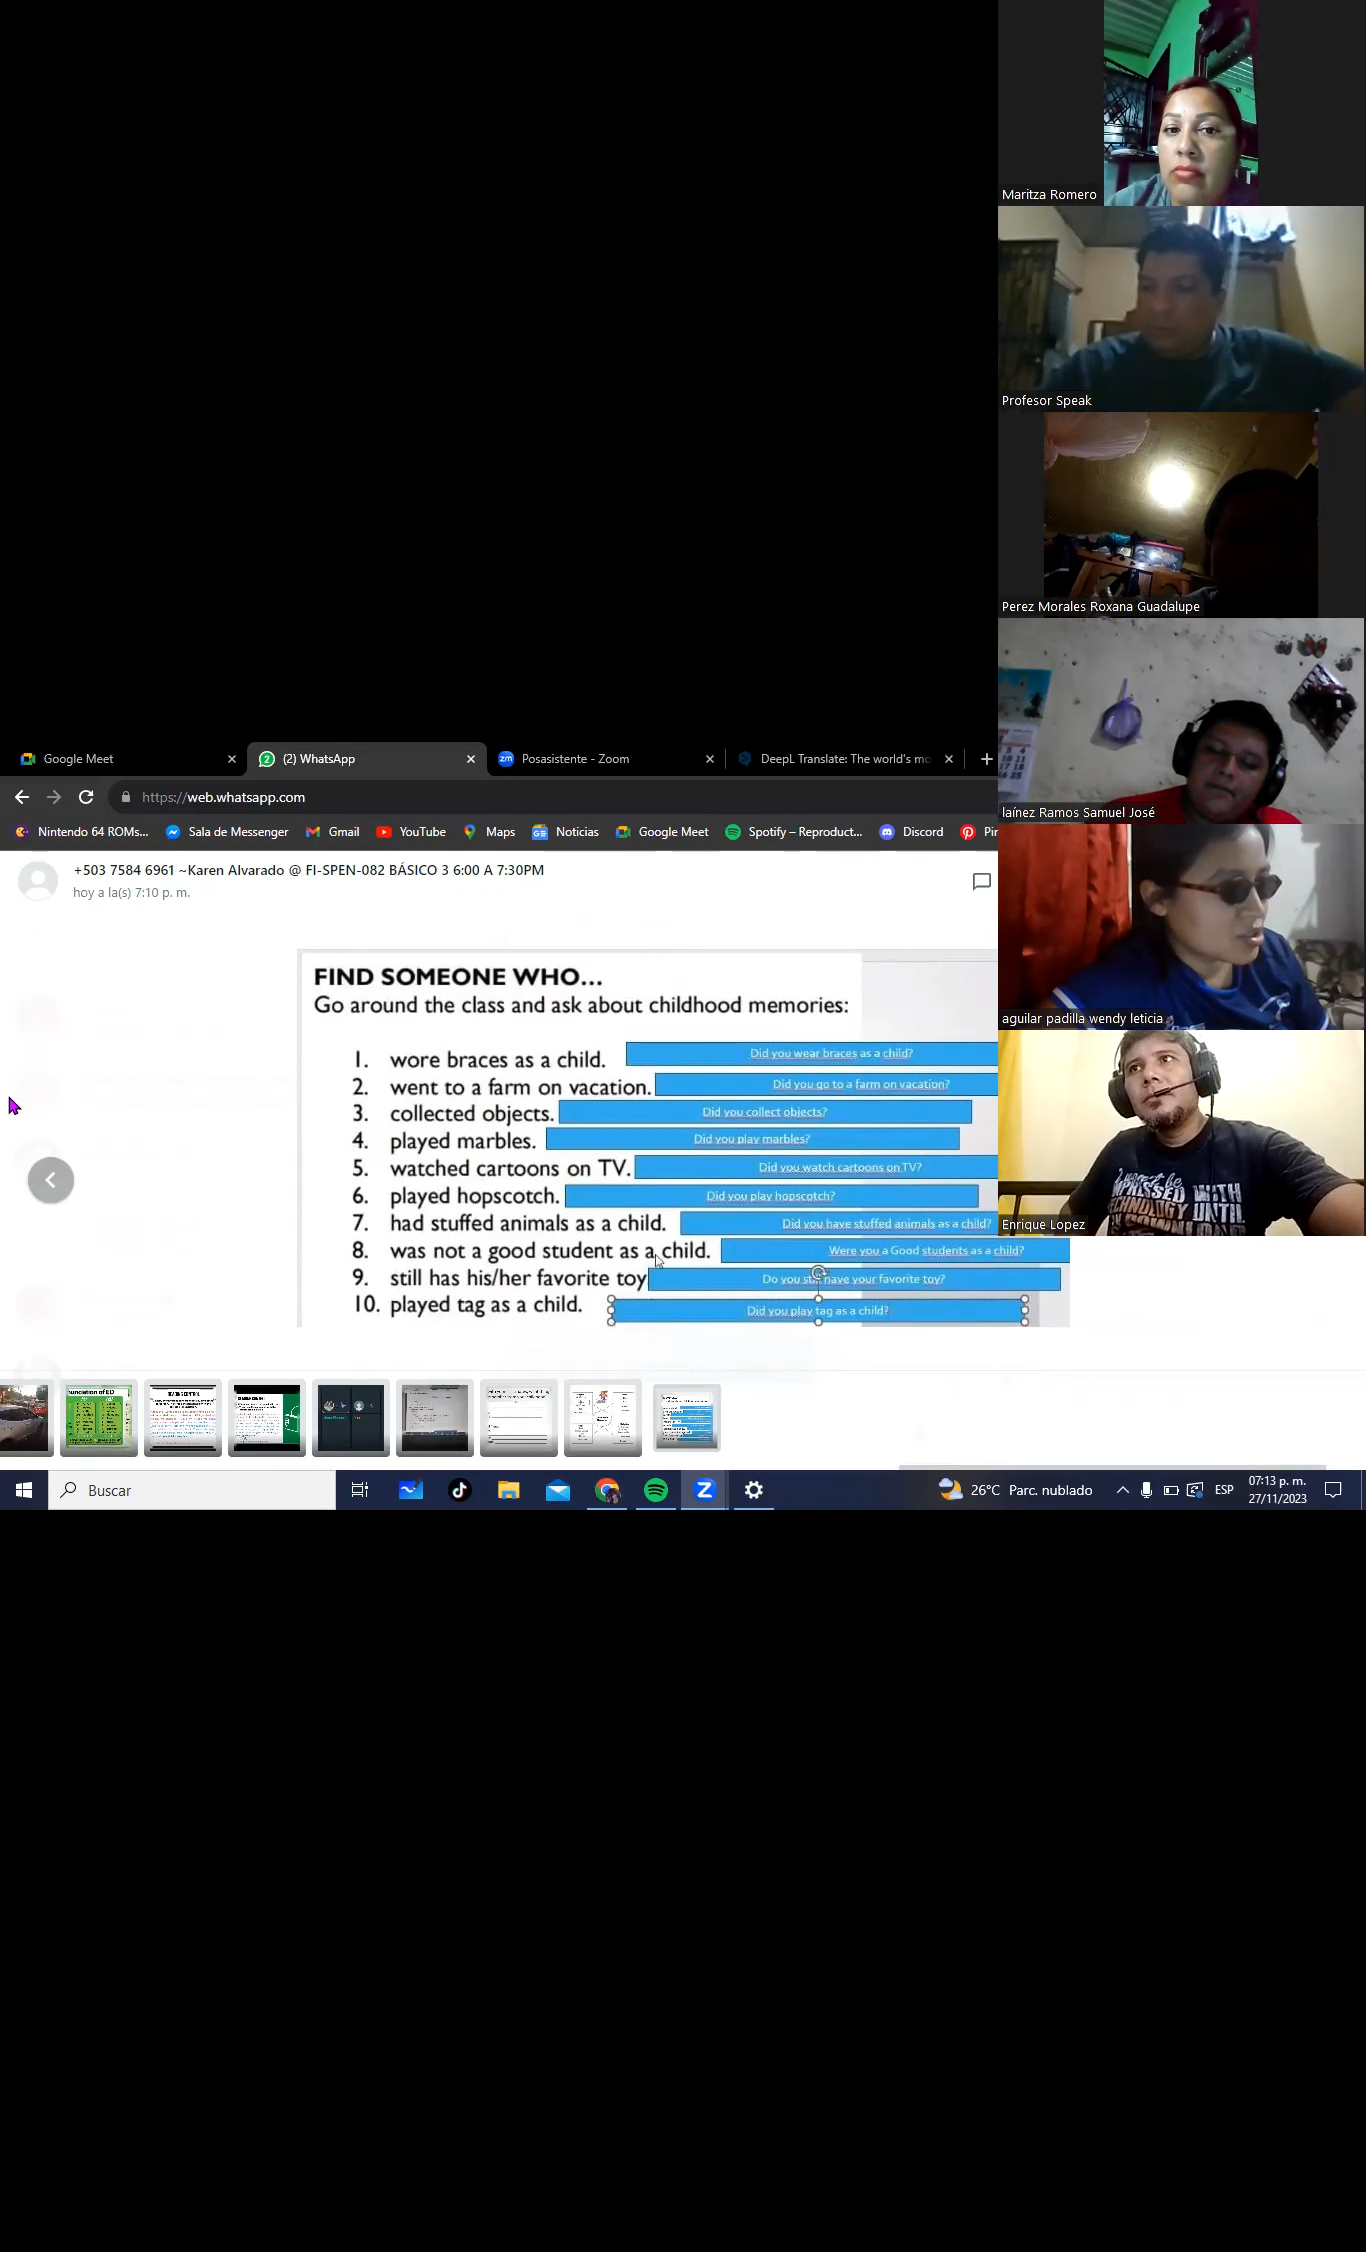 Maritza Romero
Profesor Speak
Perez Morales Roxana Guadalupe
laínez Ramos Samuel José
aguilar padilla wendy leticia
Enrique Lopez
Google Meet
(2) WhatsApp
Posasistente - Zoom
DeepL Translate: The world's mo
https://web.whatsapp.com
Nintendo 64 ROMs...
Sala de Messenger
Gmail
YouTube
Maps
Noticias
Google Meet
Spotify – Reproduct...
Discord
Pir
+503 7584 6961 ~Karen Alvarado @ FI-SPEN-082 BÁSICO 3 6:00 A 7:30PM
hoy a la(s) 7:10 p. m.
FIND SOMEONE WHO...
Go around the class and ask about childhood memories:
1. wore braces as a child. Did you wear braces as a child?
2. went to a farm on vacation. Did you go to a farm on vacation?
3. collected objects. Did you collect objects?
4. played marbles. Did you play marbles?
5. watched cartoons on TV. Did you watch cartoons on TV?
6. played hopscotch. Did you play hopscotch?
7. had stuffed animals as a child. Did you have stuffed animals as a child?
8. was not a good student as a child. Were you a Good students as a child?
9. still has his/her favorite toy Do you still have your favorite toy?
10. played tag as a child. Did you play tag as a child?
unciation of ED
Buscar
26°C Parc. nublado
ESP
07:13 p. m.
27/11/2023